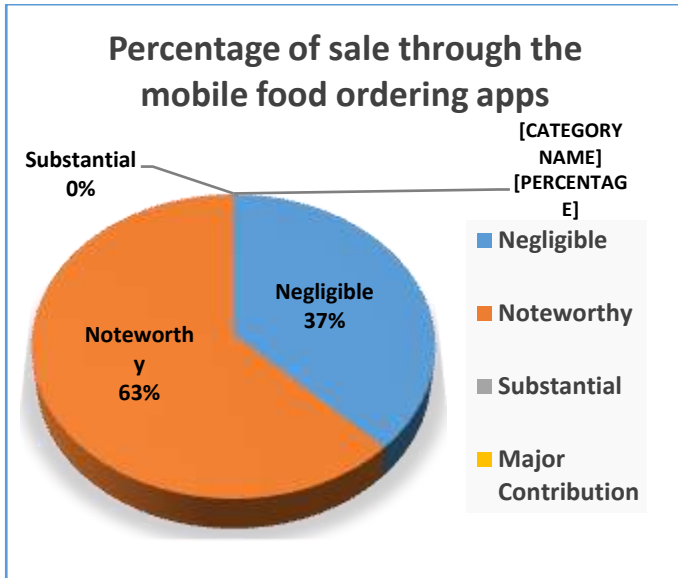 Percentage of sale through the
mobile food ordering apps
Substantial
0%
[CATEGORY
NAME]
[PERCENTAG
E]
Negligible
37%
Noteworth
y
63%
Negligible
Noteworthy
Substantial
Major
Contribution